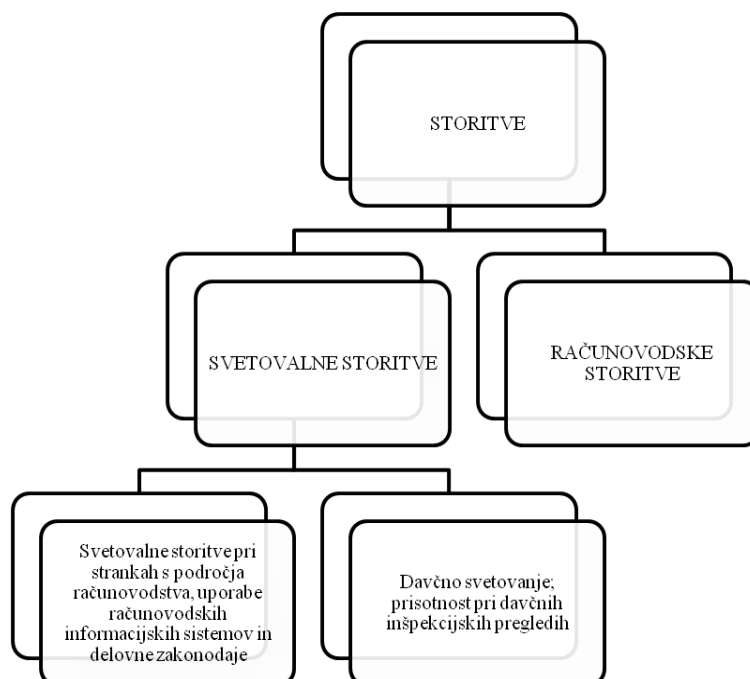 STORITVE
SVETOVALNE STORITVE
RAČUNOVODSKE
STORITVE
Svetovalne storitve pri
strankah s področja
računovodstva, uporabe
računovodskih
informacijskih sistemov in
delovne zakonodaje
Davčno svetovanje;
prisotnost pri davčnih
inšpekcijskih pregledih